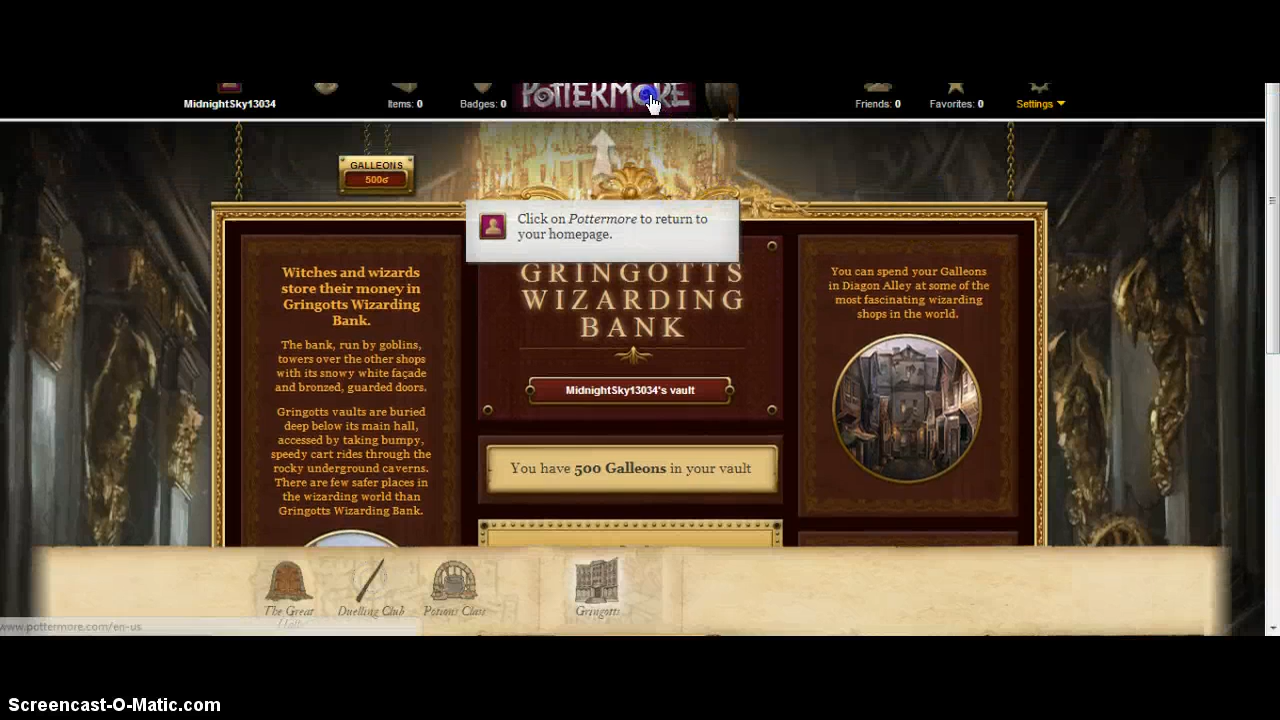 POTTERMORE
MidnightSky13034
Items: 0
Badges: 0
Friends: 0
Favorites: 0
Settings
GALLEONS
500
Click on Pottermore to return to
your homepage.
Witches and wizards
store their money in
Gringotts Wizarding
Bank.
The bank, run by goblins,
towers over the other shops
with its snowy white façade
and bronzed, guarded doors.
Gringotts vaults are buried
deep below its main hall,
accessed by taking bumpy,
speedy cart rides through the
rocky underground caverns.
There are few safer places in
the wizarding world than
Gringotts Wizarding Bank.
GRINGOTTS
WIZARDING
BANK
MidnightSky13034's vault
You have 500 Galleons in your vault
You can spend your Galleons
in Diagon Alley at some of the
most fascinating wizarding
shops in the world.
The Great
Hall
Duelling Club
Potions Class
Gringotts
www.pottermore.com/en-us
Screencast-O-Matic.com